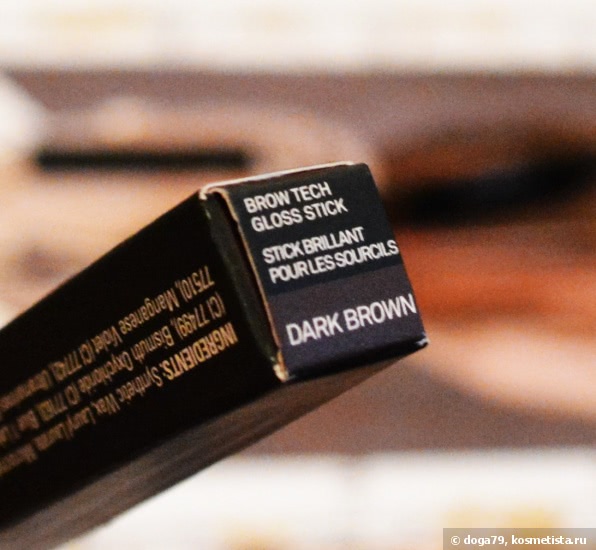 BROW TECH
GLOSS STICK
STICK BRILLANT
POUR LES SOURCILS
DARK BROWN
INGREDIENTS: Synthetic Wax, Lauryl Laurate,
(CI 77499), Bismuth Oxychloride (CI 77163),
77510), Manganese Violet (CI 77742),
© doga79, kosmetista.ru